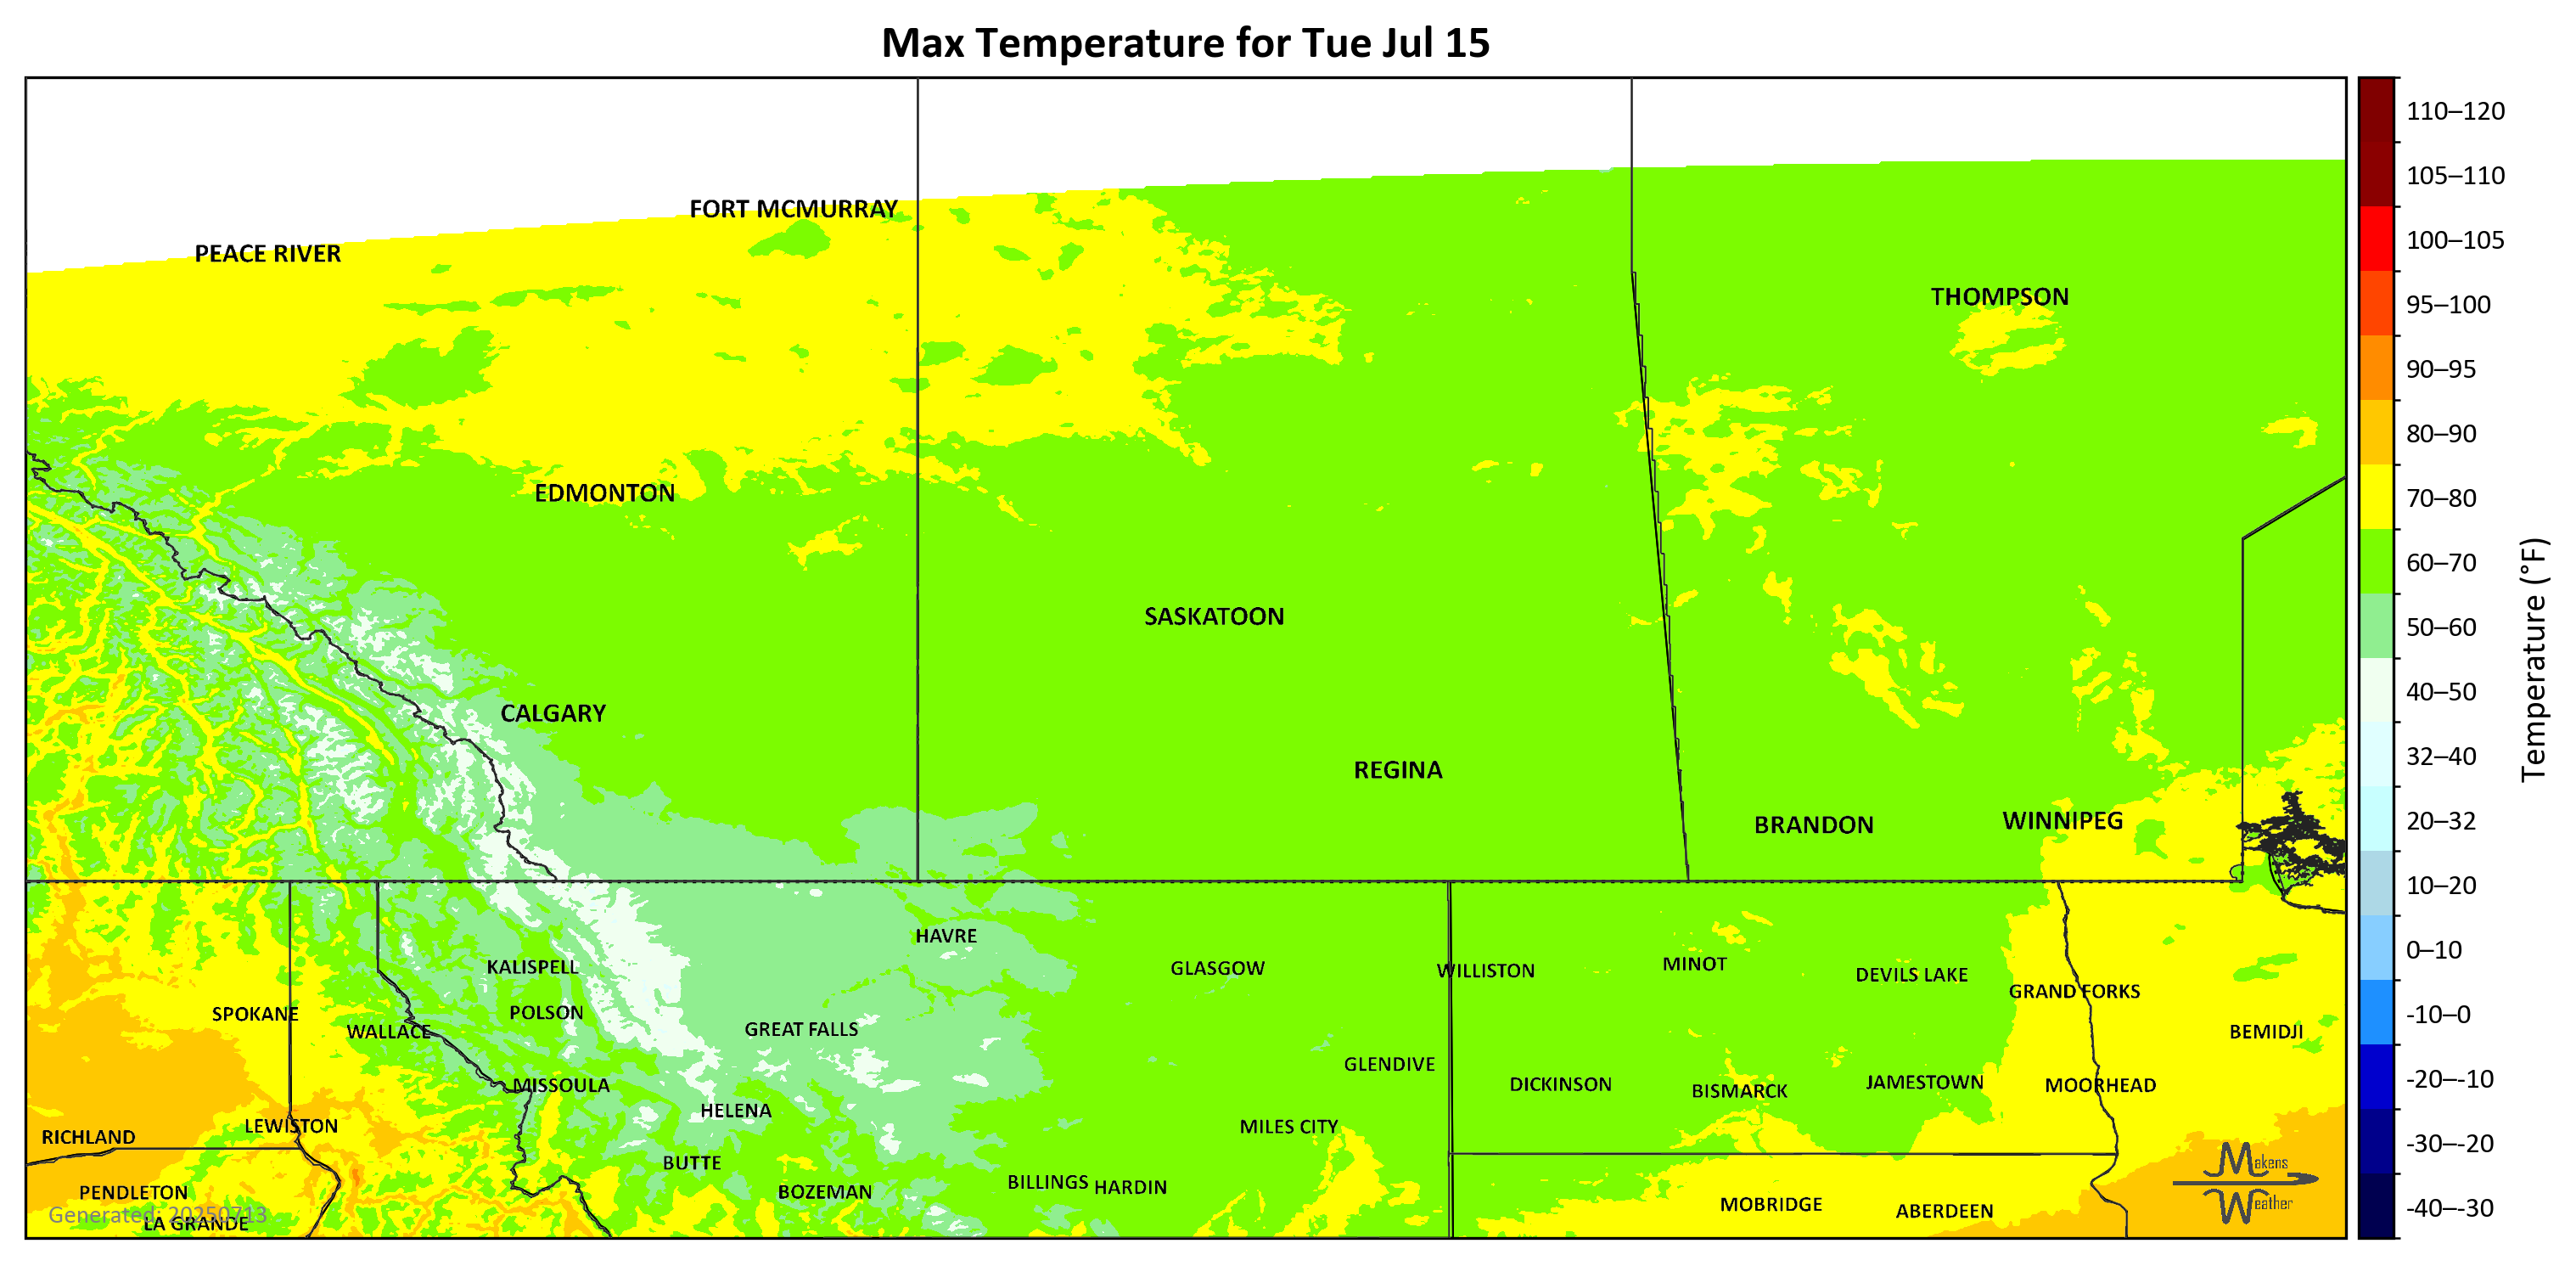 Max Temperature for Tue Jul 15
FORT MCMURRAY
PEACE RIVER
THOMPSON
EDMONTON
SASKATOON
CALGARY
REGINA
BRANDON
WINNIPEG
HAVRE
KALISPELL
GLASGOW
WILLISTON
MINOT
DEVILS LAKE
GRAND FORKS
SPOKANE
POLSON
WALLACE
GREAT FALLS
BEMIDJI
GLENDIVE
MISSOULA
DICKINSON
BISMARCK
JAMESTOWN
MOORHEAD
HELENA
LEWISTON
MILES CITY
RICHLAND
BUTTE
BILLINGS
HARDIN
PENDLETON
BOZEMAN
MOBRIDGE
ABERDEEN
LA GRANDE
Generated: 20250713
Makens
Weather
110–120
105–110
100–105
95–100
90–95
80–90
70–80
60–70
50–60
40–50
32–40
20–32
10–20
0–10
-10–0
-20–-10
-30–-20
-40–-30
Temperature (°F)